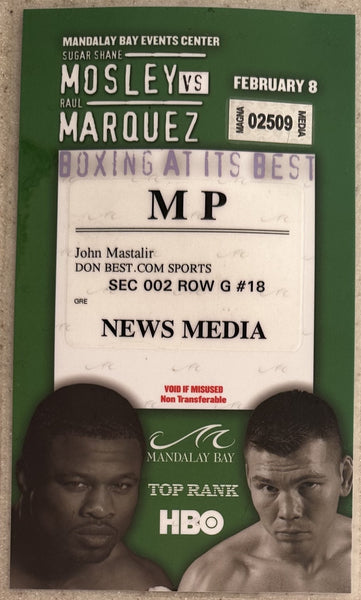 MANDALAY BAY EVENTS CENTER
SUGAR SHANE
MOSLEY VS
RAUL
MARQUEZ
FEBRUARY 8
MAGNA 02509 MEDIA
BOXING AT ITS BEST
M P
John Mastalir
DON BEST.COM SPORTS
SEC 002 ROW G #18
GRE
NEWS MEDIA
VOID IF MISUSED
Non Transferable
MANDALAY BAY
TOP RANK
HBO